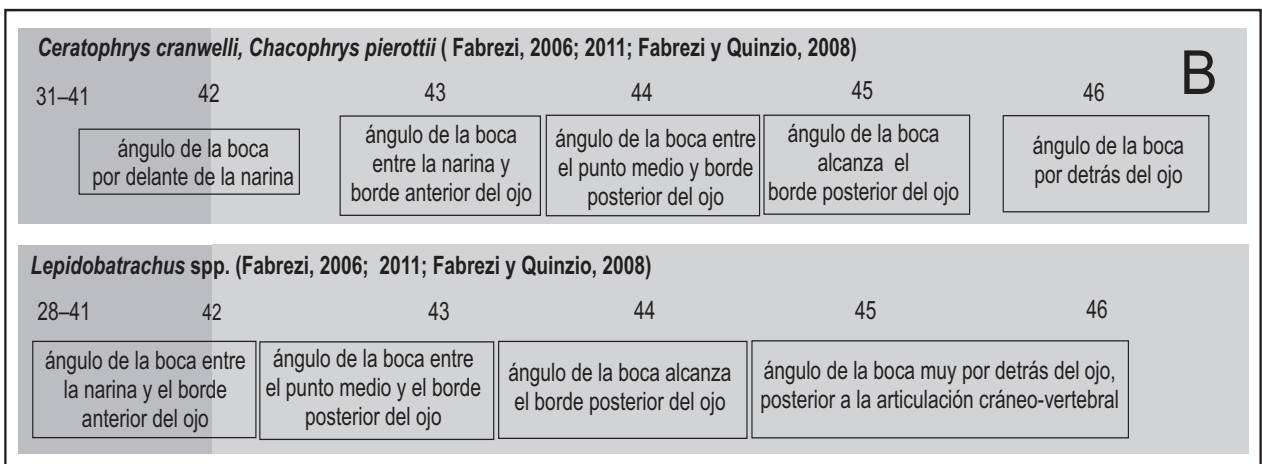 Ceratophrys cranwelli, Chacophrys pierottii ( Fabrezi, 2006; 2011; Fabrezi y Quinzio, 2008)
B
31–41 42 43 44 45 46
ángulo de la boca
por delante de la narina
ángulo de la boca
entre la narina y
borde anterior del ojo
ángulo de la boca entre
el punto medio y borde
posterior del ojo
ángulo de la boca
alcanza el
borde posterior del ojo
ángulo de la boca
por detrás del ojo
Lepidobatrachus spp. (Fabrezi, 2006; 2011; Fabrezi y Quinzio, 2008)
28–41 42 43 44 45 46
ángulo de la boca entre
la narina y el borde
anterior del ojo
ángulo de la boca entre
el punto medio y el borde
posterior del ojo
ángulo de la boca alcanza
el borde posterior del ojo
ángulo de la boca muy por detrás del ojo,
posterior a la articulación cráneo-vertebral